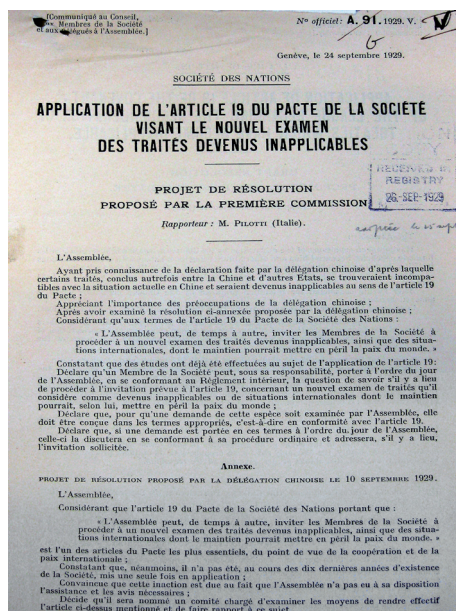 [Communiqué au Conseil,
aux Membres de la Société
et aux délégués à l'Assemblée.]
N° officiel: A. 91. 1929. V.
Genève, le 24 septembre 1929.
SOCIÉTÉ DES NATIONS
APPLICATION DE L'ARTICLE 19 DU PACTE DE LA SOCIÉTÉ
VISANT LE NOUVEL EXAMEN
DES TRAITÉS DEVENUS INAPPLICABLES
RECEIVED IN
REGISTRY
26. SEP. 1929
PROJET DE RÉSOLUTION
PROPOSÉ PAR LA PREMIÈRE COMMISSION
Rapporteur: M. PILOTTI (Italie).
L'Assemblée,
Ayant pris connaissance de la déclaration faite par la délégation chinoise d'après laquelle
certains traités, conclus autrefois entre la Chine et d'autres Etats, se trouveraient incompa-
tibles avec la situation actuelle en Chine et seraient devenus inapplicables au sens de l'article 19
du Pacte ;
Appréciant l'importance des préoccupations de la délégation chinoise ;
Après avoir examiné la résolution ci-annexée proposée par la délégation chinoise ;
Considérant qu'aux termes de l'article 19 du Pacte de la Société des Nations :
« L'Assemblée peut, de temps à autre, inviter les Membres de la Société à
procéder à un nouvel examen des traités devenus inapplicables, ainsi que des situa-
tions internationales, dont le maintien pourrait mettre en péril la paix du monde. »
Constatant que des études ont déjà été effectuées au sujet de l'application de l'article 19:
Déclare qu'un Membre de la Société peut, sous sa responsabilité, porter à l'ordre du jour
de l'Assemblée, en se conformant au Règlement intérieur, la question de savoir s'il y a lieu
de procéder à l'invitation prévue à l'article 19, concernant un nouvel examen de traités qu'il
considère comme devenus inapplicables ou de situations internationales dont le maintien
pourrait, selon lui, mettre en péril la paix du monde ;
Déclare que, pour qu'une demande de cette espèce soit examinée par l'Assemblée, elle
doit être conçue dans les termes appropriés, c'est-à-dire en conformité avec l'article 19.
Déclare que, si une demande est portée en ces termes à l'ordre du jour de l'Assemblée,
celle-ci la discutera en se conformant à sa procédure ordinaire et adressera, s'il y a lieu,
l'invitation sollicitée.
Annexe.
PROJET DE RÉSOLUTION PROPOSÉ PAR LA DÉLÉGATION CHINOISE LE 10 SEPTEMBRE 1929.
L'Assemblée,
Considérant que l'article 19 du Pacte de la Société des Nations portant que :
« L'Assemblée peut, de temps à autre, inviter les Membres de la Société à
procéder à un nouvel examen des traités devenus inapplicables, ainsi que des situa-
tions internationales dont le maintien pourrait mettre en péril la paix du monde. »
est l'un des articles du Pacte les plus essentiels, du point de vue de la coopération et de la
paix internationale ;
Constatant que, néanmoins, il n'a pas été, au cours des dix dernières années d'existence
de la Société, mis une seule fois en application ;
Convaincue que cette inaction est due au fait que l'Assemblée n'a pas eu à sa disposition
l'assistance et les avis nécessaires ;
Décide qu'il sera nommé un comité chargé d'examiner les moyens de rendre effectif
l'article ci-dessus mentionné et de faire rapport à ce sujet.